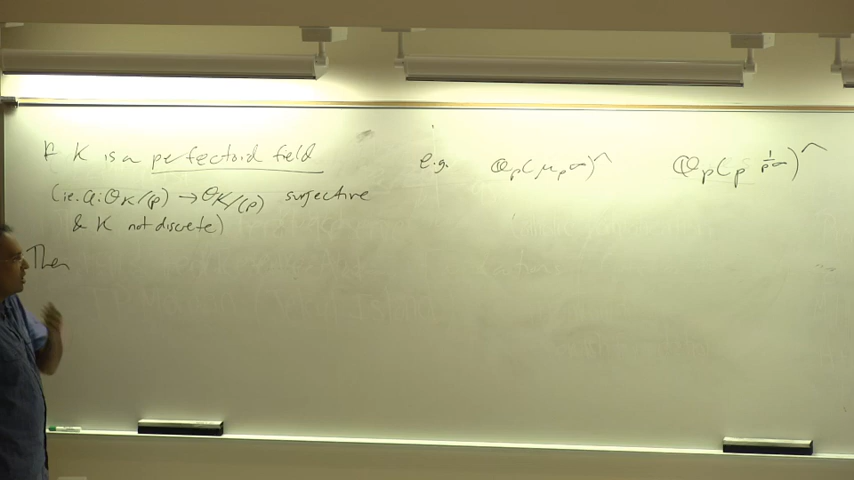 If K is a perfectoid field
(i.e. φ: O_K/(p) → O_K/(p) surjective
& K not discrete)
Then
e.g. ℚ_p(μ_{p^∞})^ ℚ_p(p^{1/p^∞})^